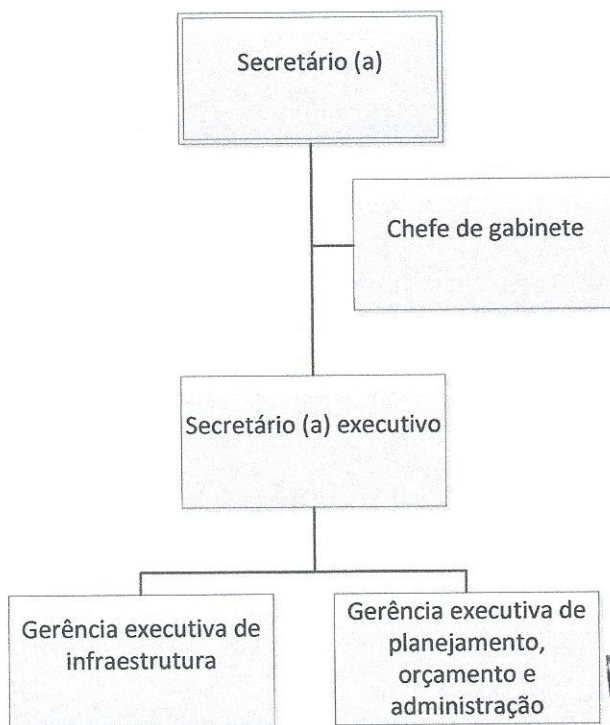 Secretário (a)
Chefe de gabinete
Secretário (a) executivo
Gerência executiva de
infraestrutura
Gerência executiva de
planejamento,
orçamento e
administração